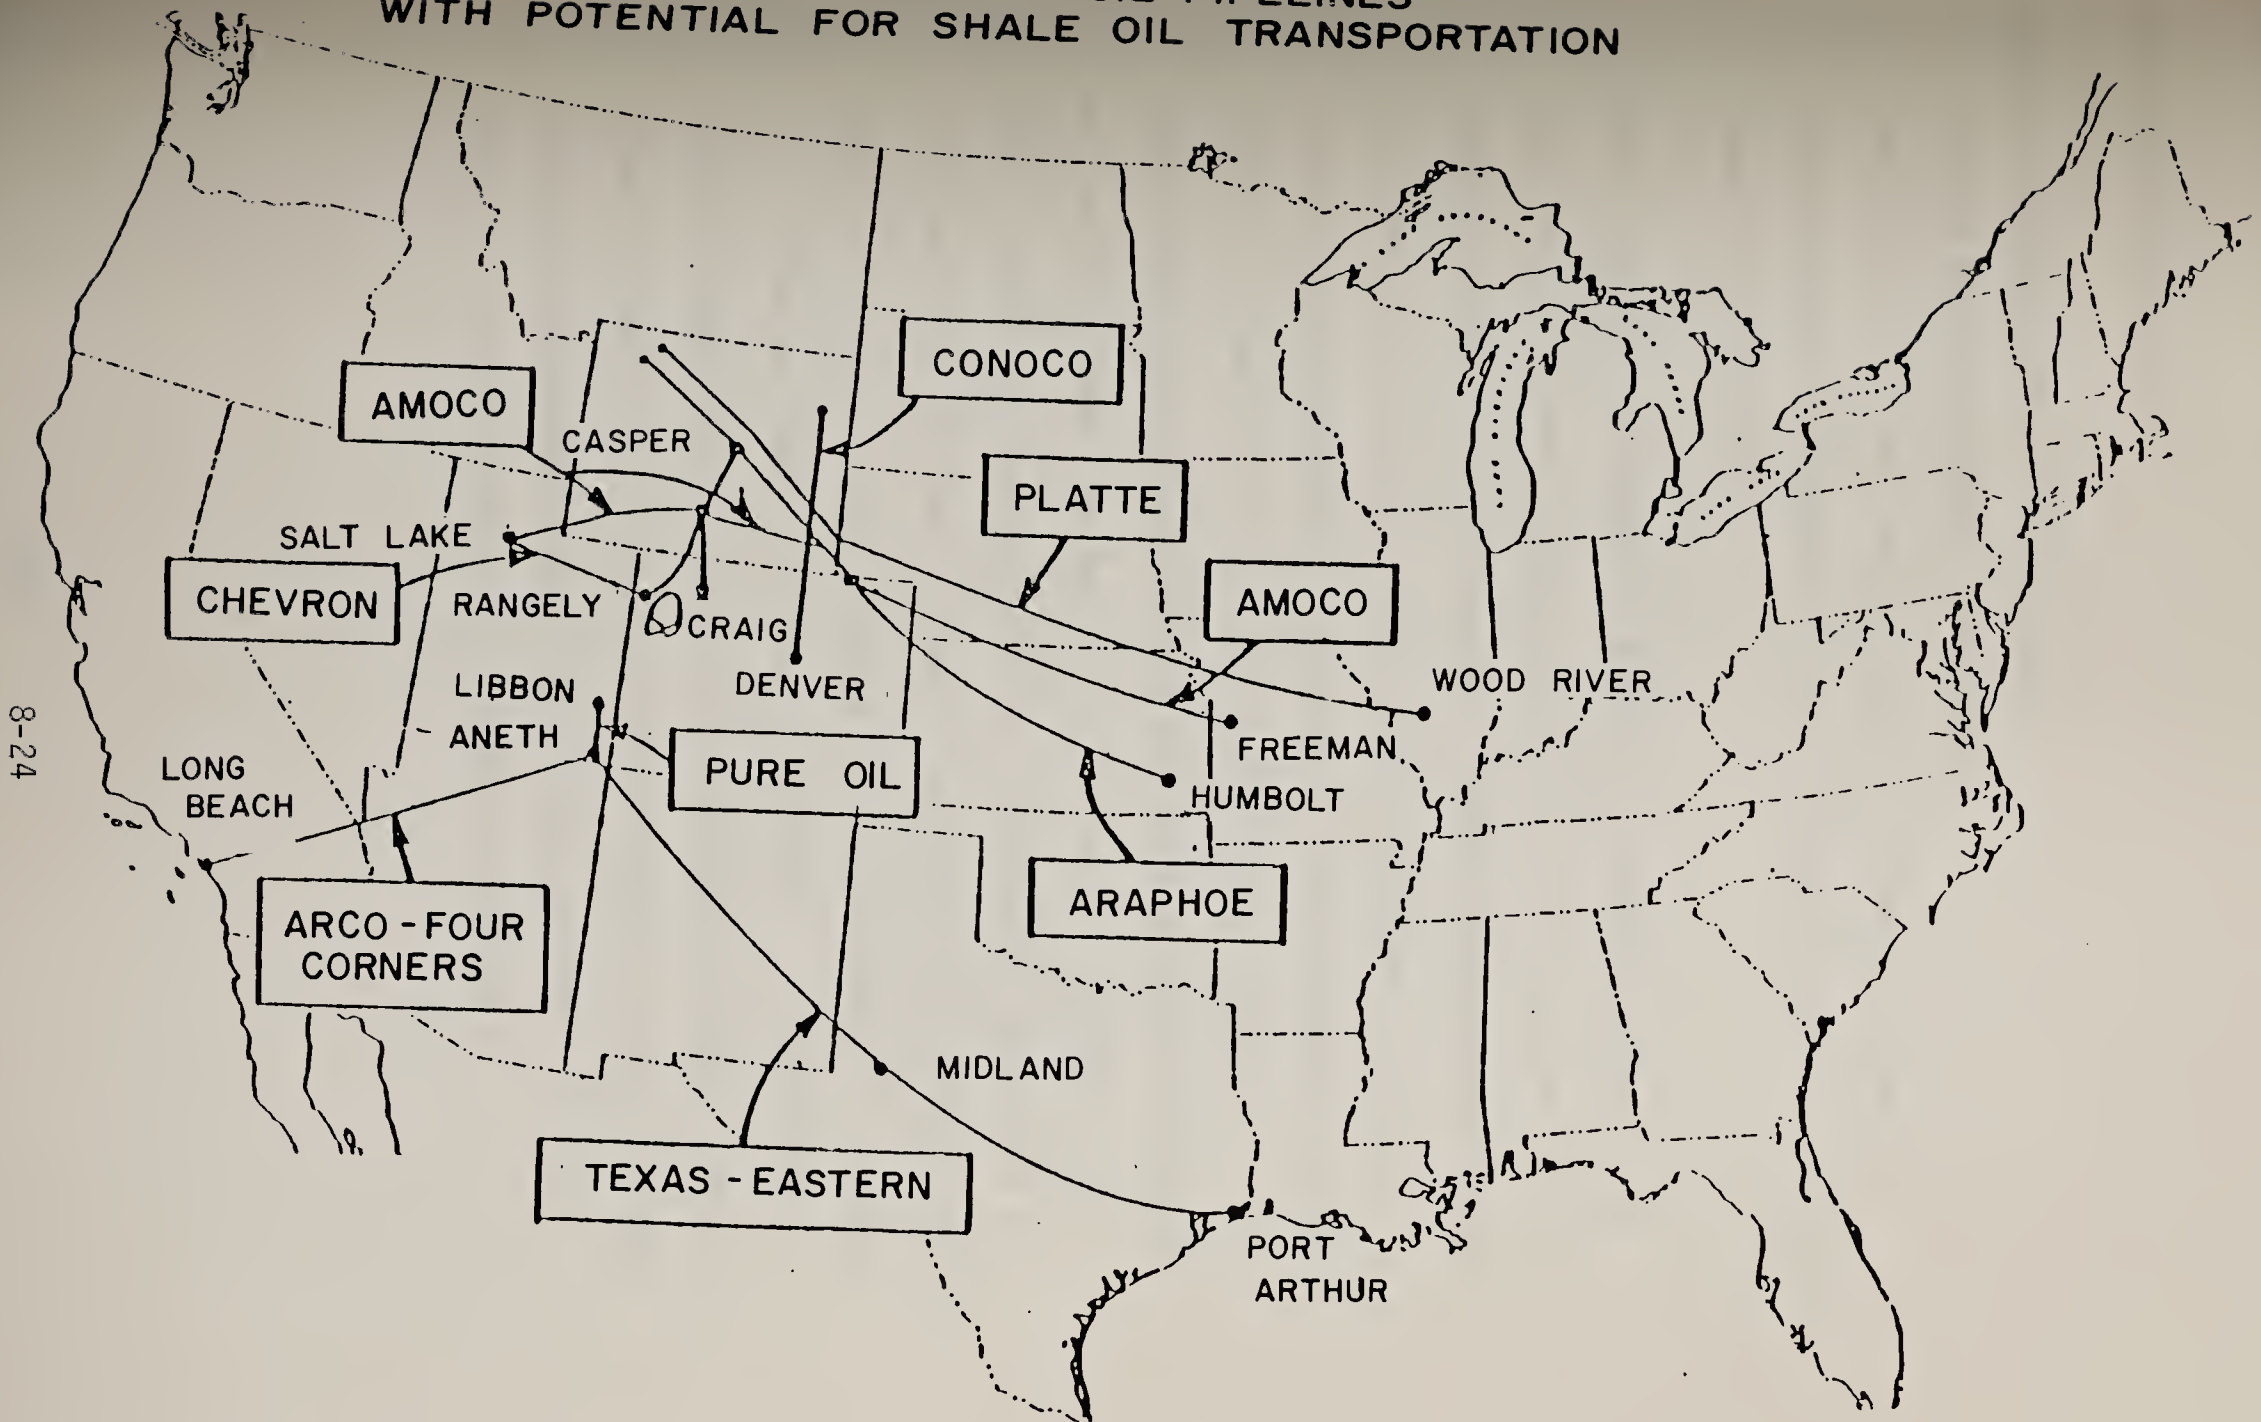 OIL PIPELINES
WITH POTENTIAL FOR SHALE OIL TRANSPORTATION
CONOCO
AMOCO
CASPER
PLATTE
SALT LAKE
CHEVRON
RANGELY
CRAIG
AMOCO
DENVER
WOOD RIVER
LIBBON
ANETH
FREEMAN
PURE OIL
HUMBOLT
LONG
BEACH
ARAPHOE
ARCO - FOUR
CORNERS
MIDLAND
TEXAS - EASTERN
PORT
ARTHUR
8-24